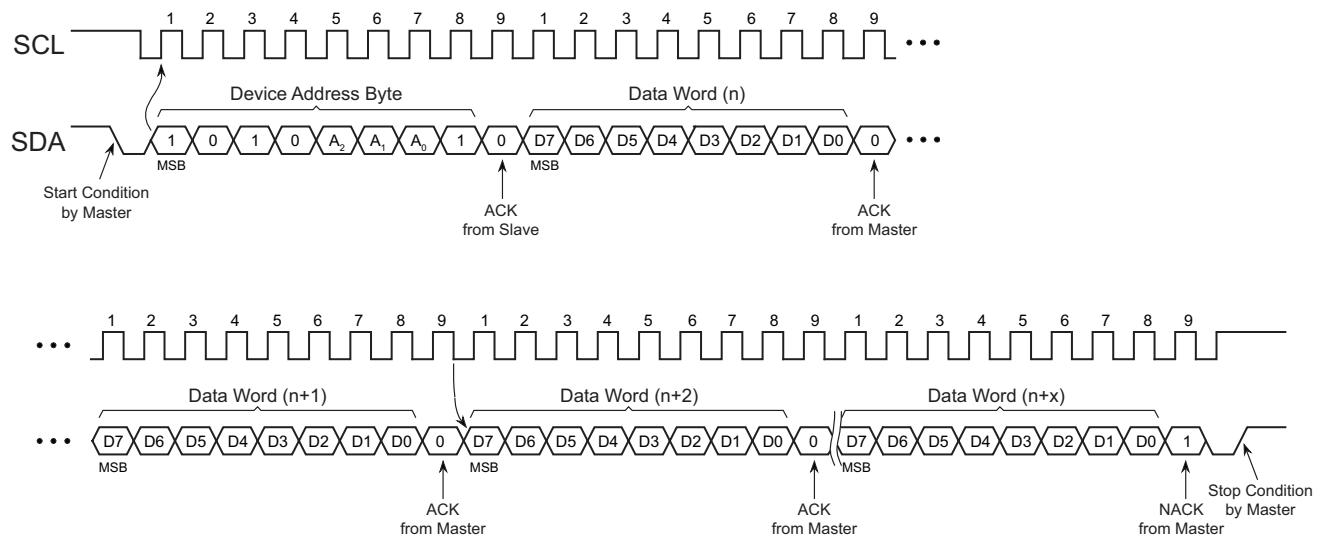 1 2 3 4 5 6 7 8 9 1 2 3 4 5 6 7 8 9
SCL
Device Address Byte Data Word (n)
SDA 1 0 1 0 A₂ A₁ A₀ 1 0 D7 D6 D5 D4 D3 D2 D1 D0 0
MSB MSB
Start Condition
by Master
ACK
from Slave
ACK
from Master
1 2 3 4 5 6 7 8 9 1 2 3 4 5 6 7 8 9 1 2 3 4 5 6 7 8 9
Data Word (n+1) Data Word (n+2) Data Word (n+x)
D7 D6 D5 D4 D3 D2 D1 D0 0 D7 D6 D5 D4 D3 D2 D1 D0 0 D7 D6 D5 D4 D3 D2 D1 D0 1
MSB MSB MSB
ACK
from Master
ACK
from Master
NACK
from Master
Stop Condition
by Master